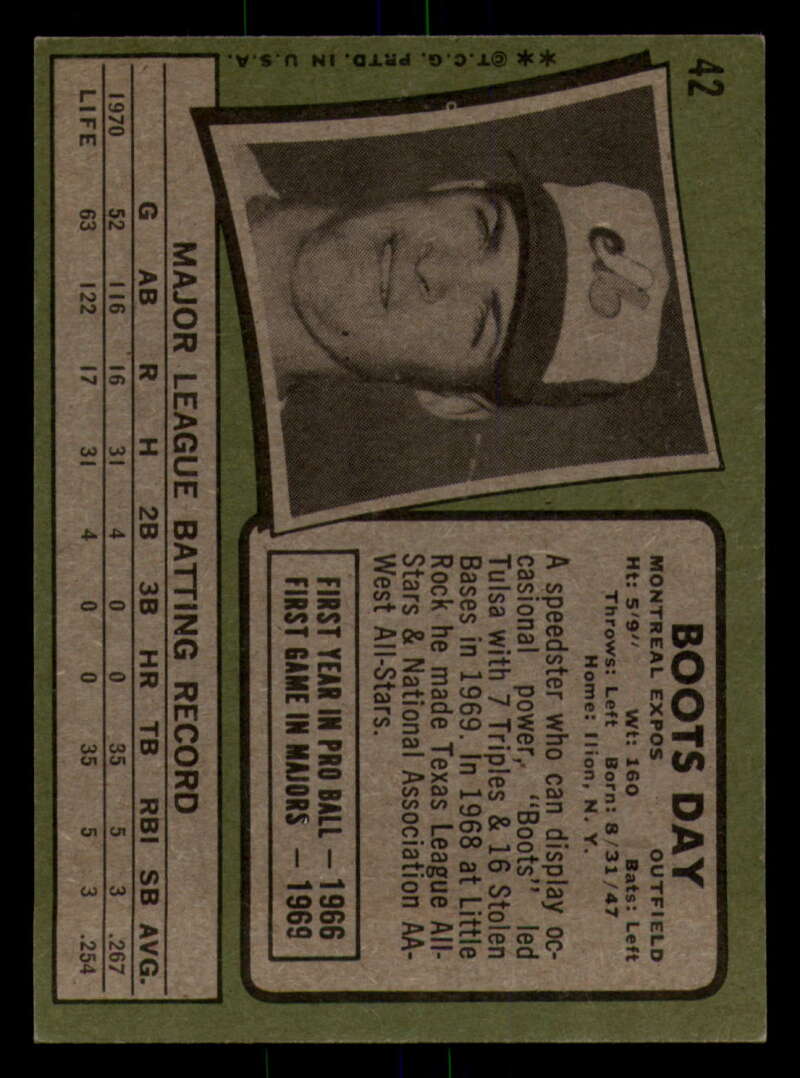 42
BOOTS DAY
MONTREAL EXPOS OUTFIELD
Ht: 5'9" Wt: 160 Bats: Left
Throws: Left Born: 8/31/47
Home: Ilion, N. Y.
A speedster who can display oc-
casional power, "Boots" led
Tulsa with 7 Triples & 16 Stolen
Bases in 1969. In 1968 at Little
Rock he made Texas League All-
Stars & National Association AA-
West All-Stars.
FIRST YEAR IN PRO BALL — 1966
FIRST GAME IN MAJORS — 1969
MAJOR LEAGUE BATTING RECORD
G AB R H 2B 3B HR TB RBI SB AVG.
1970 52 116 16 31 4 0 0 35 5 3 .267
LIFE 63 122 17 31 4 0 0 35 5 3 .254
** ©T.C.G. PRTD. IN U.S.A.
eb